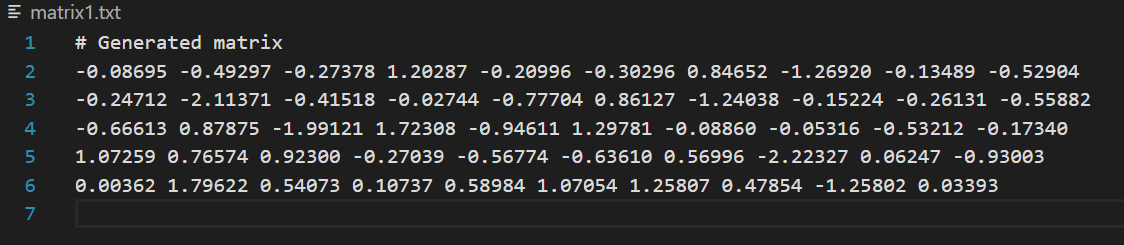 matrix1.txt
1 # Generated matrix
2 -0.08695 -0.49297 -0.27378 1.20287 -0.20996 -0.30296 0.84652 -1.26920 -0.13489 -0.52904
3 -0.24712 -2.11371 -0.41518 -0.02744 -0.77704 0.86127 -1.24038 -0.15224 -0.26131 -0.55882
4 -0.66613 0.87875 -1.99121 1.72308 -0.94611 1.29781 -0.08860 -0.05316 -0.53212 -0.17340
5 1.07259 0.76574 0.92300 -0.27039 -0.56774 -0.63610 0.56996 -2.22327 0.06247 -0.93003
6 0.00362 1.79622 0.54073 0.10737 0.58984 1.07054 1.25807 0.47854 -1.25802 0.03393
7